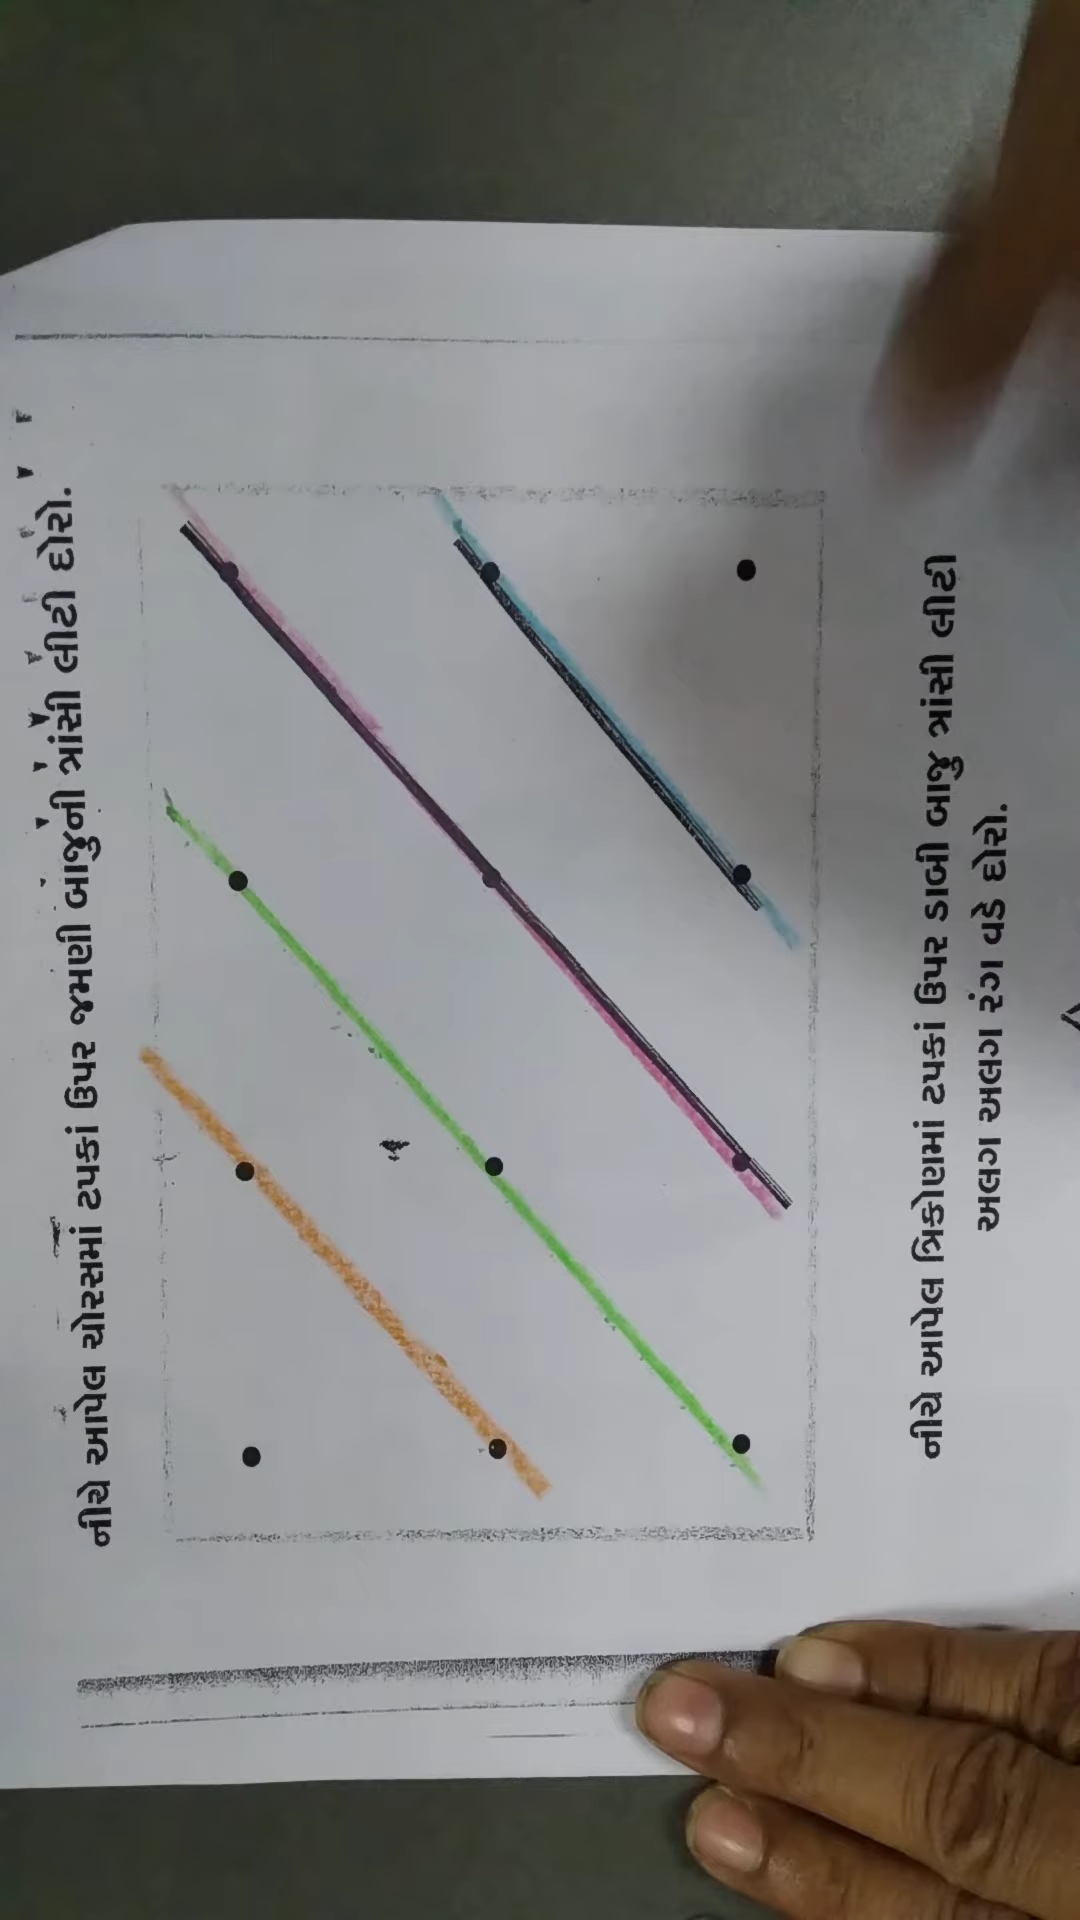 નીચે આપેલ ચોરસમાં ટપકાં ઉપર જમણી બાજુની ત્રાંસી લીટી દોરો.
નીચે આપેલ ત્રિકોણમાં ટપકાં ઉપર ડાબી બાજુ ત્રાંસી લીટી
અલગ અલગ રંગ વડે દોરો.